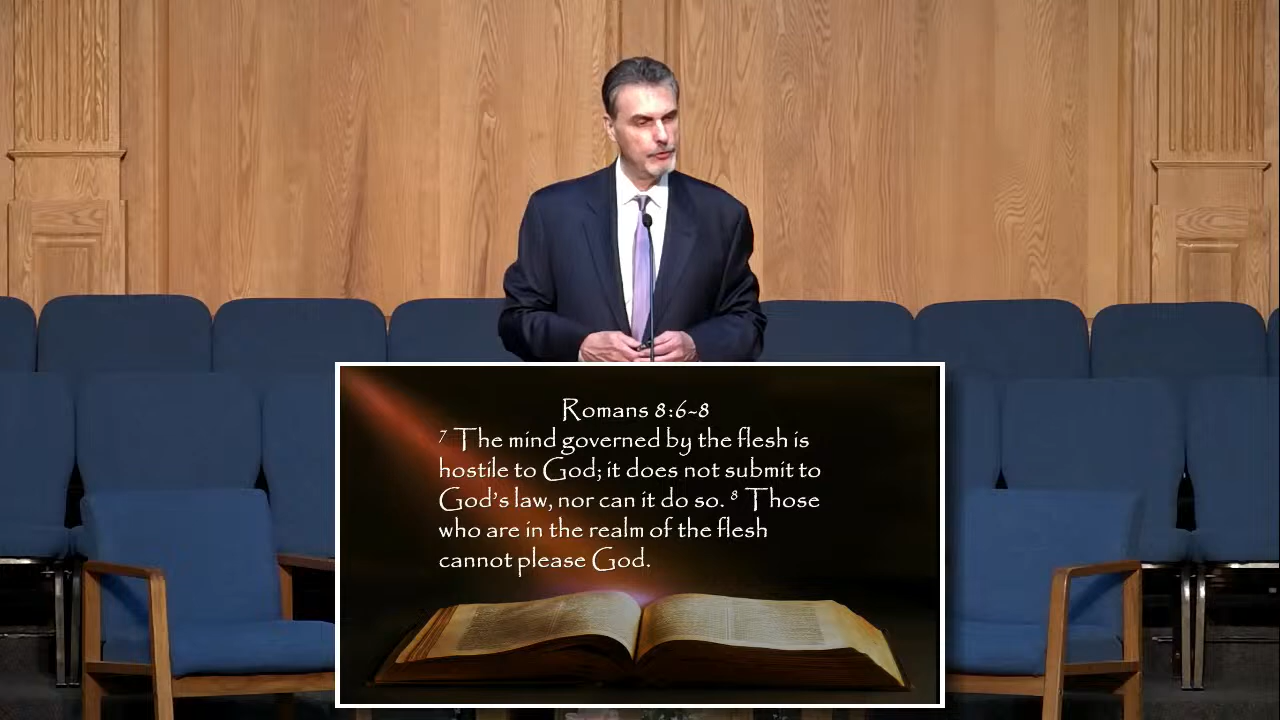 Romans 8:6-8
⁷ The mind governed by the flesh is
hostile to God; it does not submit to
God's law, nor can it do so. ⁸ Those
who are in the realm of the flesh
cannot please God.